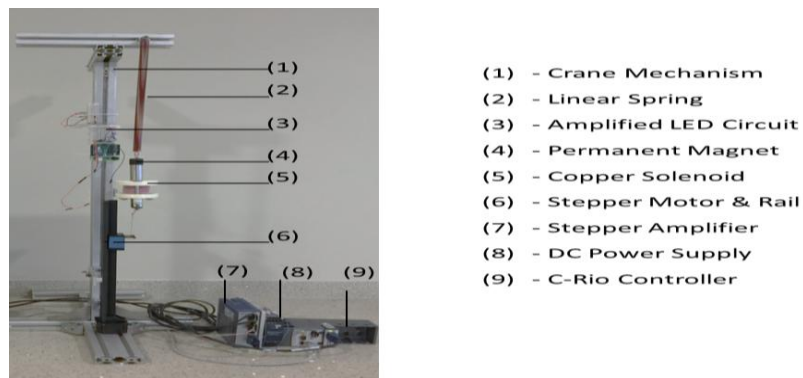 (1)
(2)
(3)
(4)
(5)
(6)
(7) (8) (9)
(1) - Crane Mechanism
(2) - Linear Spring
(3) - Amplified LED Circuit
(4) - Permanent Magnet
(5) - Copper Solenoid
(6) - Stepper Motor & Rail
(7) - Stepper Amplifier
(8) - DC Power Supply
(9) - C-Rio Controller